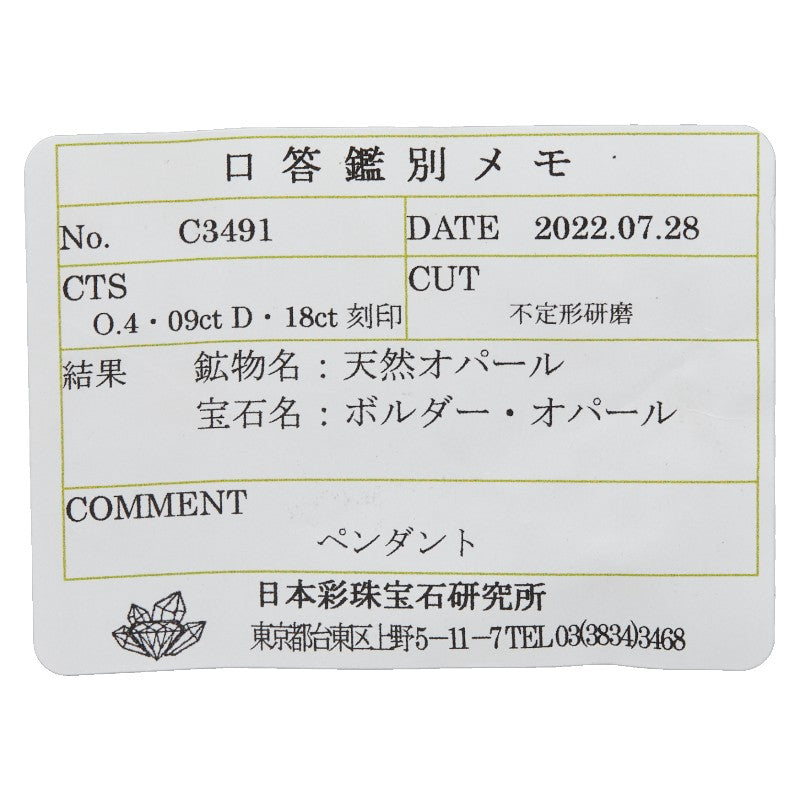 口答鑑別メモ
No. C3491 DATE 2022.07.28
CTS CUT
O.4・09ct D・18ct 刻印 不定形研磨
結果 鉱物名：天然オパール
宝石名：ボルダー・オパール
COMMENT
ペンダント
日本彩珠宝石研究所
東京都台東区上野5-11-7 TEL 03(3834)3468